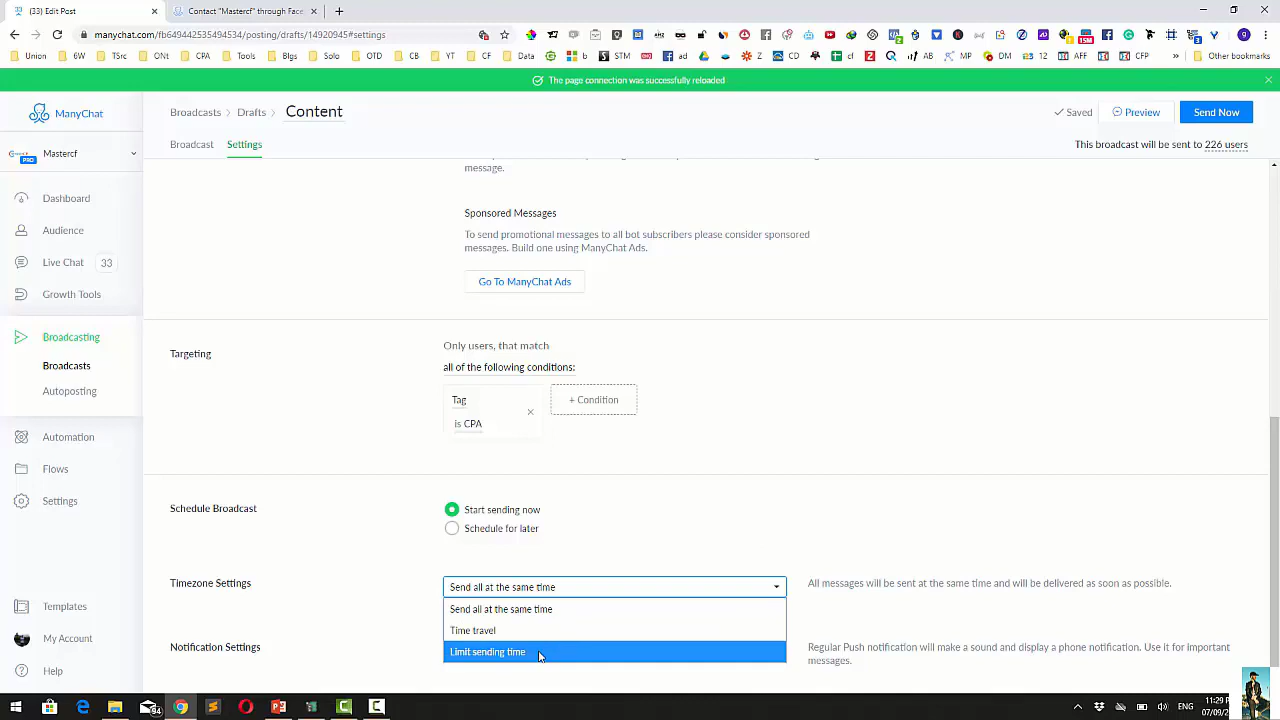 (33) Edit Post
Contact "Mastercf" through Face
manychat.com/fb649442535494534/posting/drafts/14920945#settings
Union
6W
Tsrc
ON
CPA
Tools
Blgs
Solo
OTO
CB
YT
CF
Data
STM
ad
CD
cf
AB
MP
DM
123
AFF
CFP
Other bookmarks
The page connection was successfully reloaded
ManyChat
Broadcasts
Drafts
Content
Saved
Preview
Send Now
Mastercf
PRO
Broadcast
Settings
This broadcast will be sent to 226 users
message.
Dashboard
Audience
Live Chat 33
Growth Tools
Broadcasting
Broadcasts
Autoposting
Automation
Flows
Settings
Templates
My Account
Help
Sponsored Messages
To send promotional messages to all bot subscribers please consider sponsored
messages. Build one using ManyChat Ads.
Go To ManyChat Ads
Targeting
Only users, that match
all of the following conditions:
Tag
is CPA
+ Condition
Schedule Broadcast
Start sending now
Schedule for later
Timezone Settings
Send all at the same time
All messages will be sent at the same time and will be delivered as soon as possible.
Send all at the same time
Time travel
Limit sending time
Notification Settings
Regular Push notification will make a sound and display a phone notification. Use it for important
messages.
ENG
11:29
07/09/